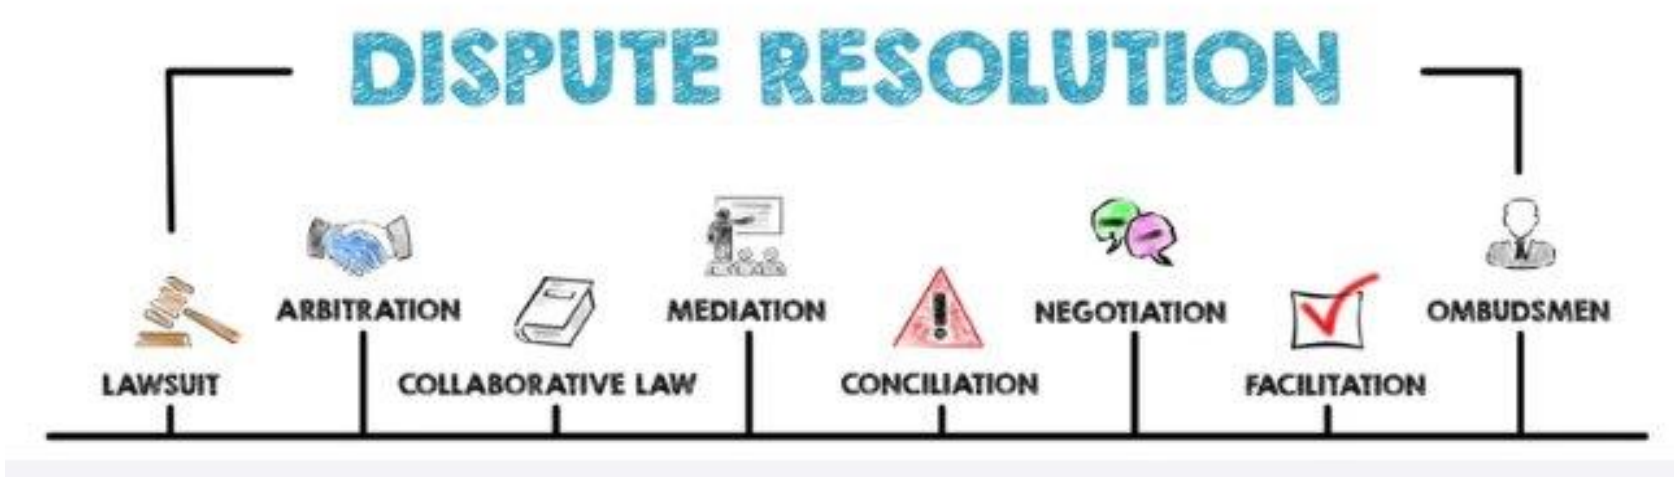 DISPUTE RESOLUTION
LAWSUIT
ARBITRATION
COLLABORATIVE LAW
MEDIATION
CONCILIATION
NEGOTIATION
FACILITATION
OMBUDSMEN